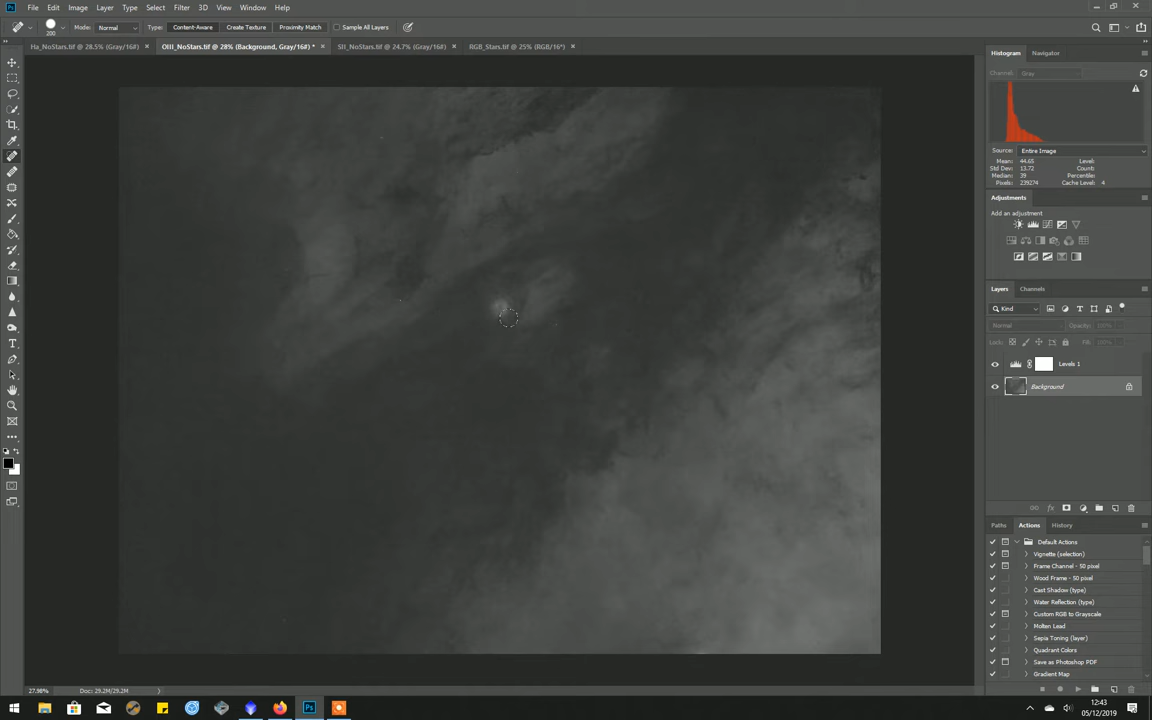 Ps File Edit Image Layer Type Select Filter 3D View Window Help
200 Mode: Normal Type: Content-Aware Create Texture Proximity Match Sample All Layers
Ha_NoStars.tif @ 28.5% (Gray/16#) × OIII_NoStars.tif @ 28% (Background, Gray/16#) * × SII_NoStars.tif @ 24.7% (Gray/16#) × RGB_Stars.tif @ 25% (RGB/16*) ×
Histogram Navigator
Channel: Gray
Source: Entire Image
Mean: 44.65 Level:
Std Dev: 13.72 Count:
Median: 39 Percentile:
Pixels: 239274 Cache Level: 4
Adjustments
Add an adjustment
Layers Channels
Kind
Normal Opacity: 100%
Lock: Fill: 100%
Levels 1
Background
Paths Actions History
Default Actions
Vignette (selection)
Frame Channel - 50 pixel
Wood Frame - 50 pixel
Cast Shadow (type)
Water Reflection (type)
Custom RGB to Grayscale
Molten Lead
Sepia Toning (layer)
Quadrant Colors
Save as Photoshop PDF
Gradient Map
27.98% Doc: 29.2M/29.2M
Ps
12:43
05/12/2019